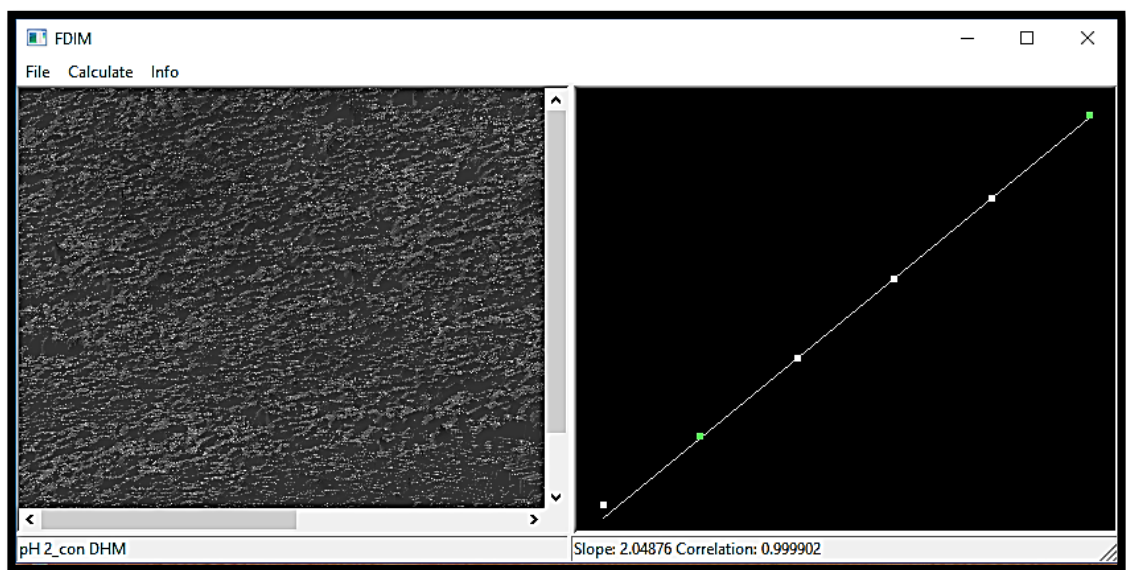 FDIM
File Calculate Info
pH 2_con DHM
Slope: 2.04876 Correlation: 0.999902